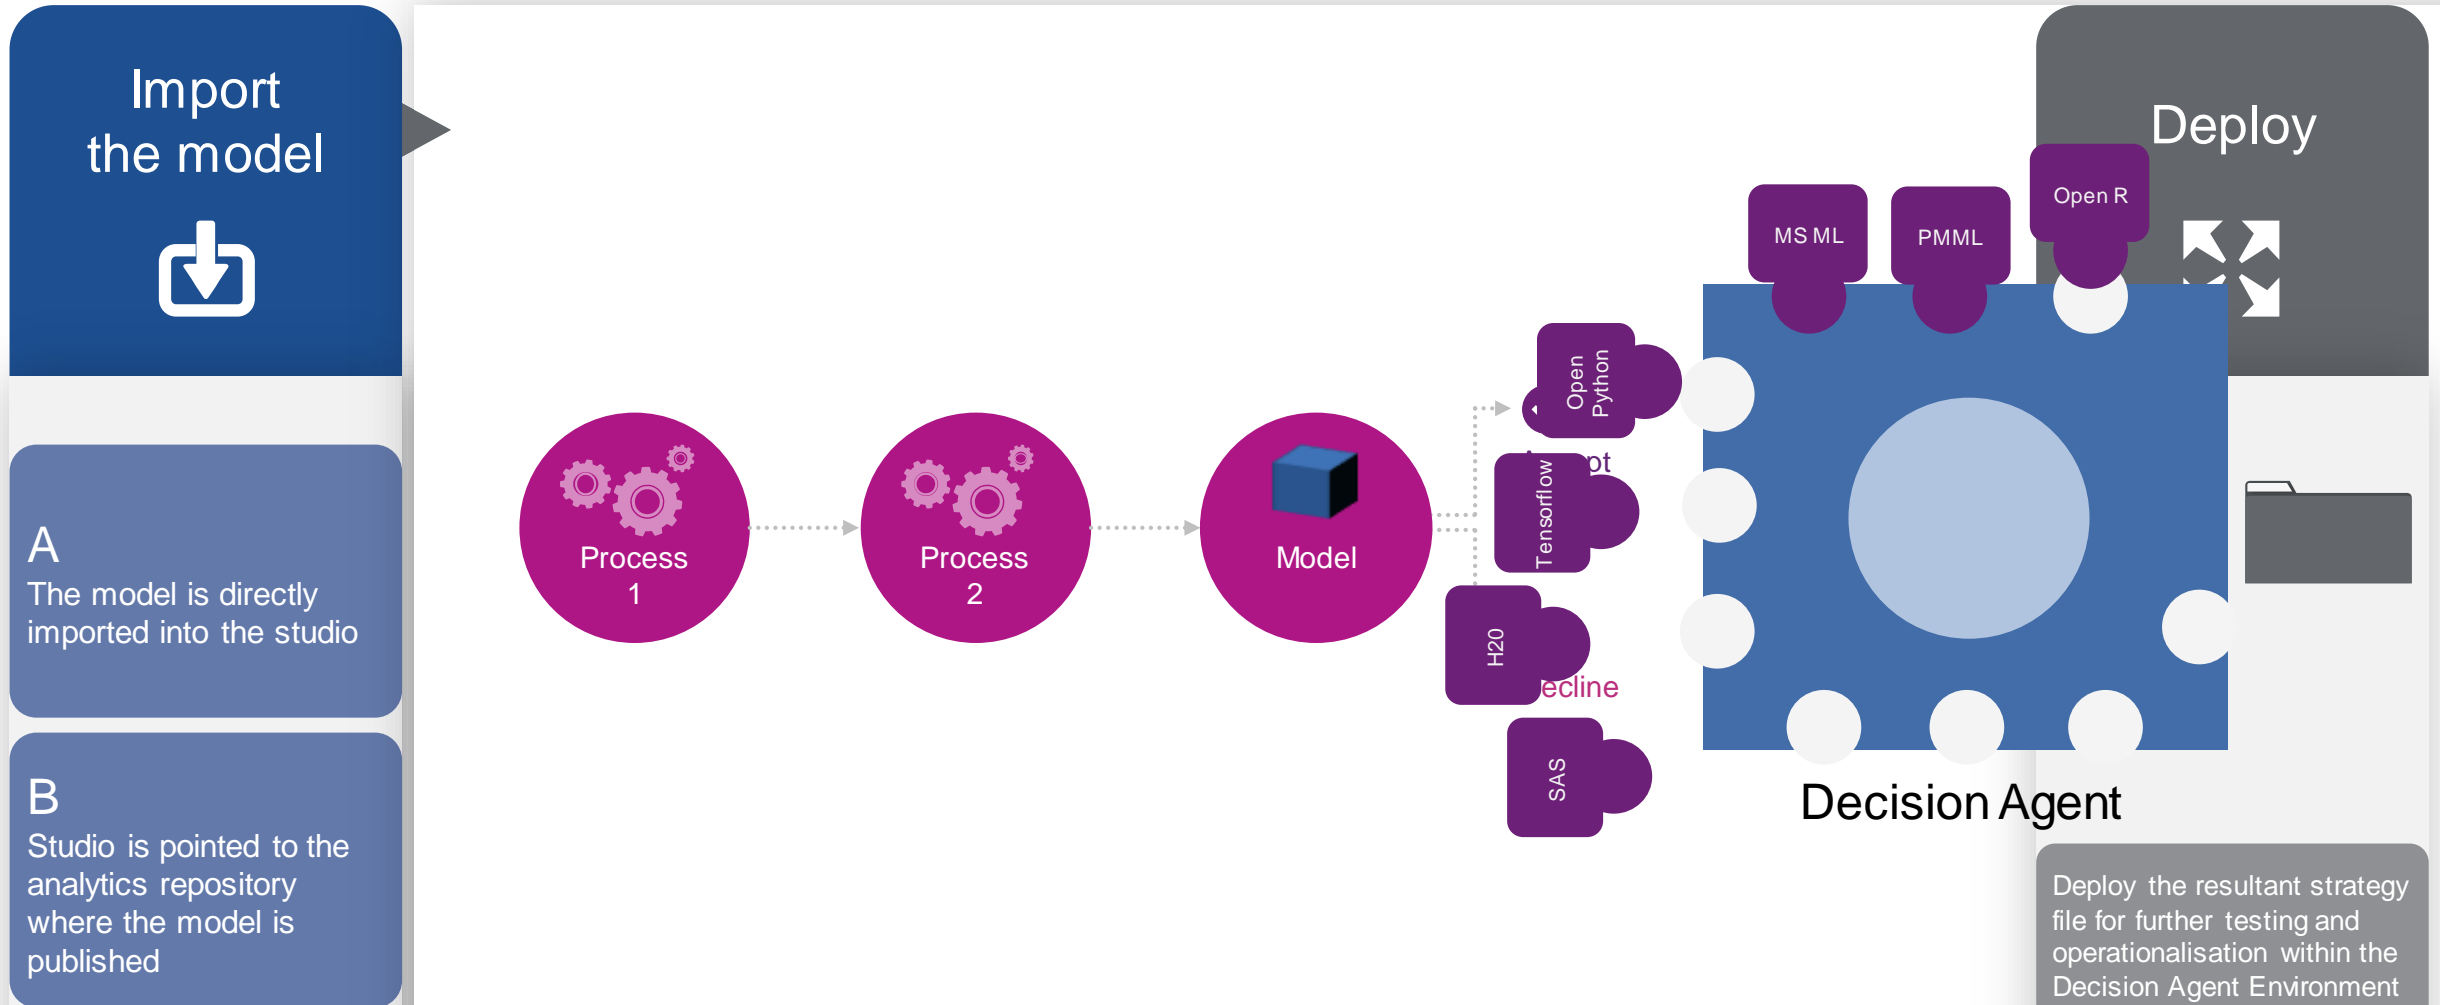 Import
the model
A
The model is directly
imported into the studio
B
Studio is pointed to the
analytics repository
where the model is
published
Process
1
Process
2
Model
Open
Python
Tensorflow
H20
SAS
MS ML
PMML
Open R
Decision Agent
Deploy
Deploy the resultant strategy
file for further testing and
operationalisation within the
Decision Agent Environment